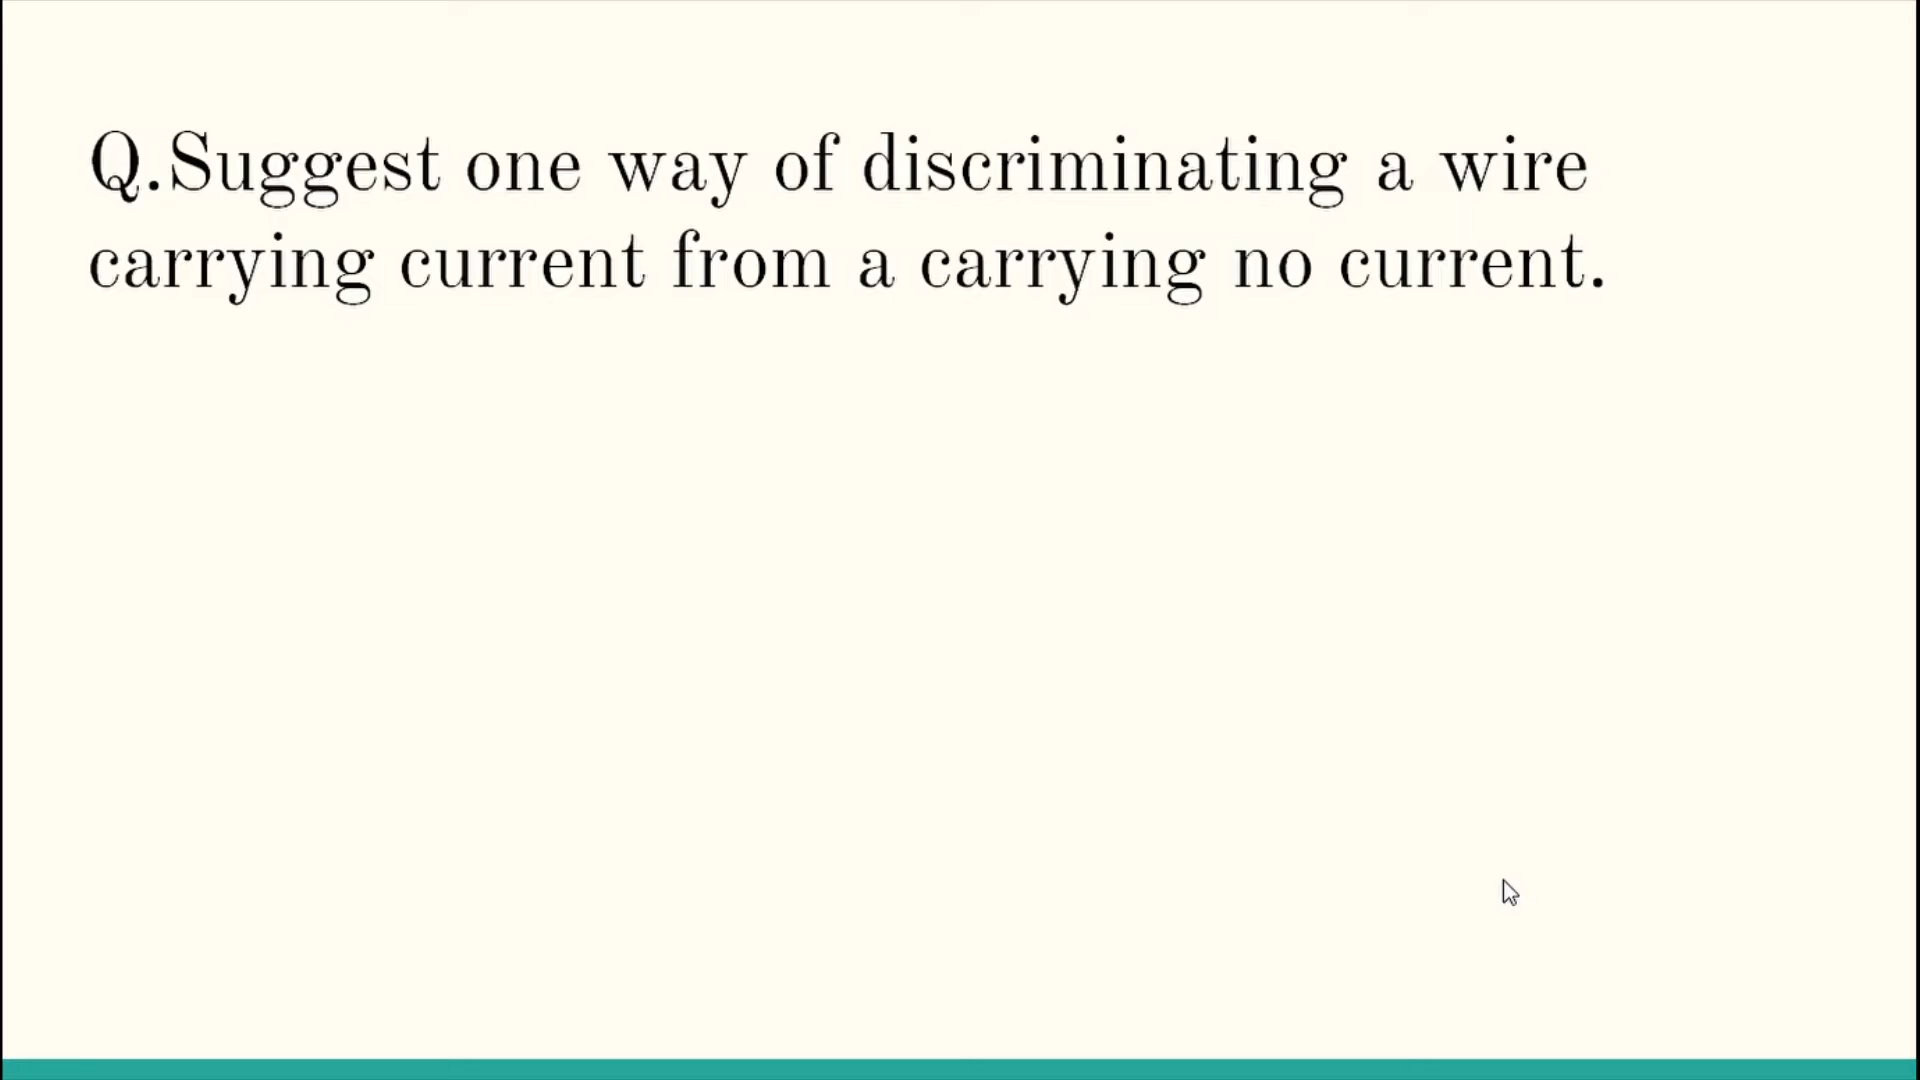 Q.Suggest one way of discriminating a wire
carrying current from a carrying no current.